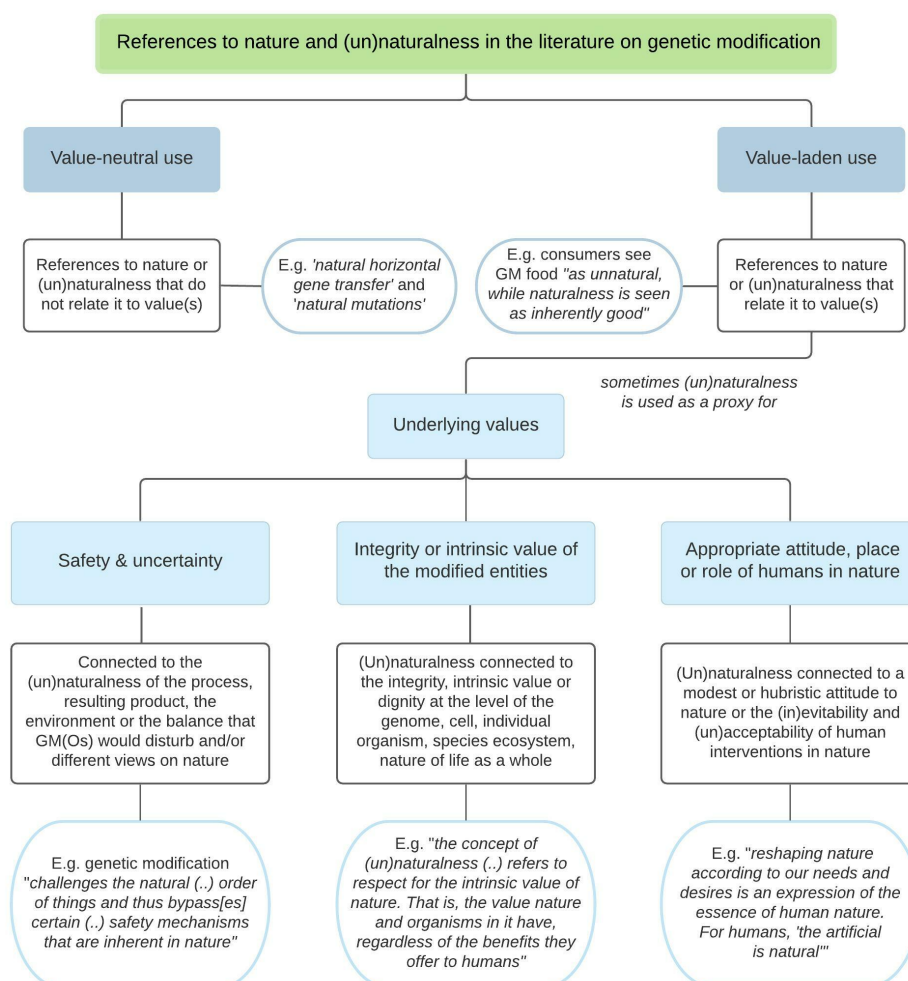 References to nature and (un)naturalness in the literature on genetic modification
Value-neutral use
Value-laden use
References to nature or
(un)naturalness that do
not relate it to value(s)
E.g. 'natural horizontal
gene transfer' and
'natural mutations'
E.g. consumers see
GM food "as unnatural,
while naturalness is seen
as inherently good"
References to nature
or (un)naturalness that
relate it to value(s)
sometimes (un)naturalness
is used as a proxy for
Underlying values
Safety & uncertainty
Integrity or intrinsic value of
the modified entities
Appropriate attitude, place
or role of humans in nature
Connected to the
(un)naturalness of the process,
resulting product, the
environment or the balance that
GM(Os) would disturb and/or
different views on nature
(Un)naturalness connected to
the integrity, intrinsic value or
dignity at the level of the
genome, cell, individual
organism, species ecosystem,
nature of life as a whole
(Un)naturalness connected to a
modest or hubristic attitude to
nature or the (in)evitability and
(un)acceptability of human
interventions in nature
E.g. genetic modification
"challenges the natural (..) order
of things and thus bypass[es]
certain (..) safety mechanisms
that are inherent in nature"
E.g. "the concept of
(un)naturalness (..) refers to
respect for the intrinsic value of
nature. That is, the value nature
and organisms in it have,
regardless of the benefits they
offer to humans"
E.g. "reshaping nature
according to our needs and
desires is an expression of the
essence of human nature.
For humans, 'the artificial
is natural'"